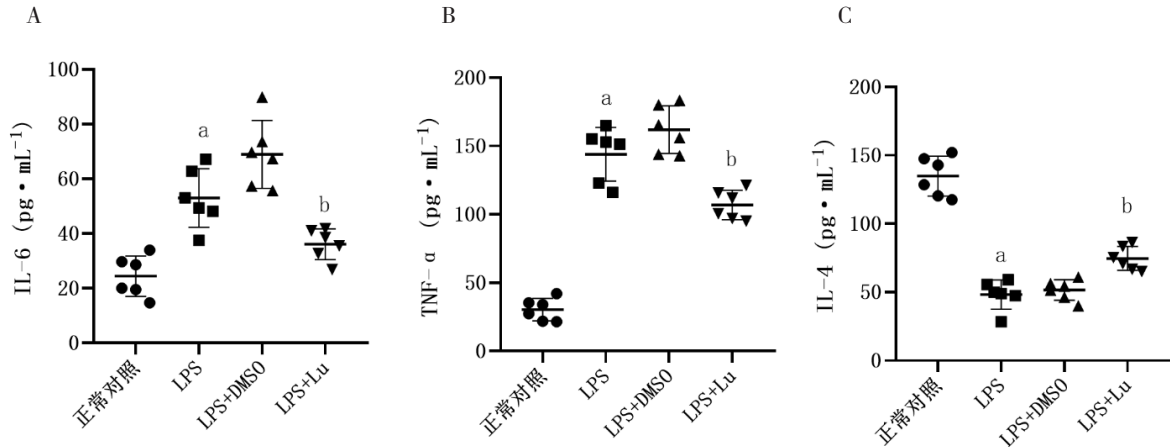 A
IL-6 (pg·mL⁻¹)
100
80
60
40
20
0
a
b
正常对照
LPS
LPS+DMSO
LPS+Lu
B
TNF-α (pg·mL⁻¹)
200
150
100
50
0
a
b
正常对照
LPS
LPS+DMSO
LPS+Lu
C
IL-4 (pg·mL⁻¹)
200
150
100
50
0
a
b
正常对照
LPS
LPS+DMSO
LPS+Lu